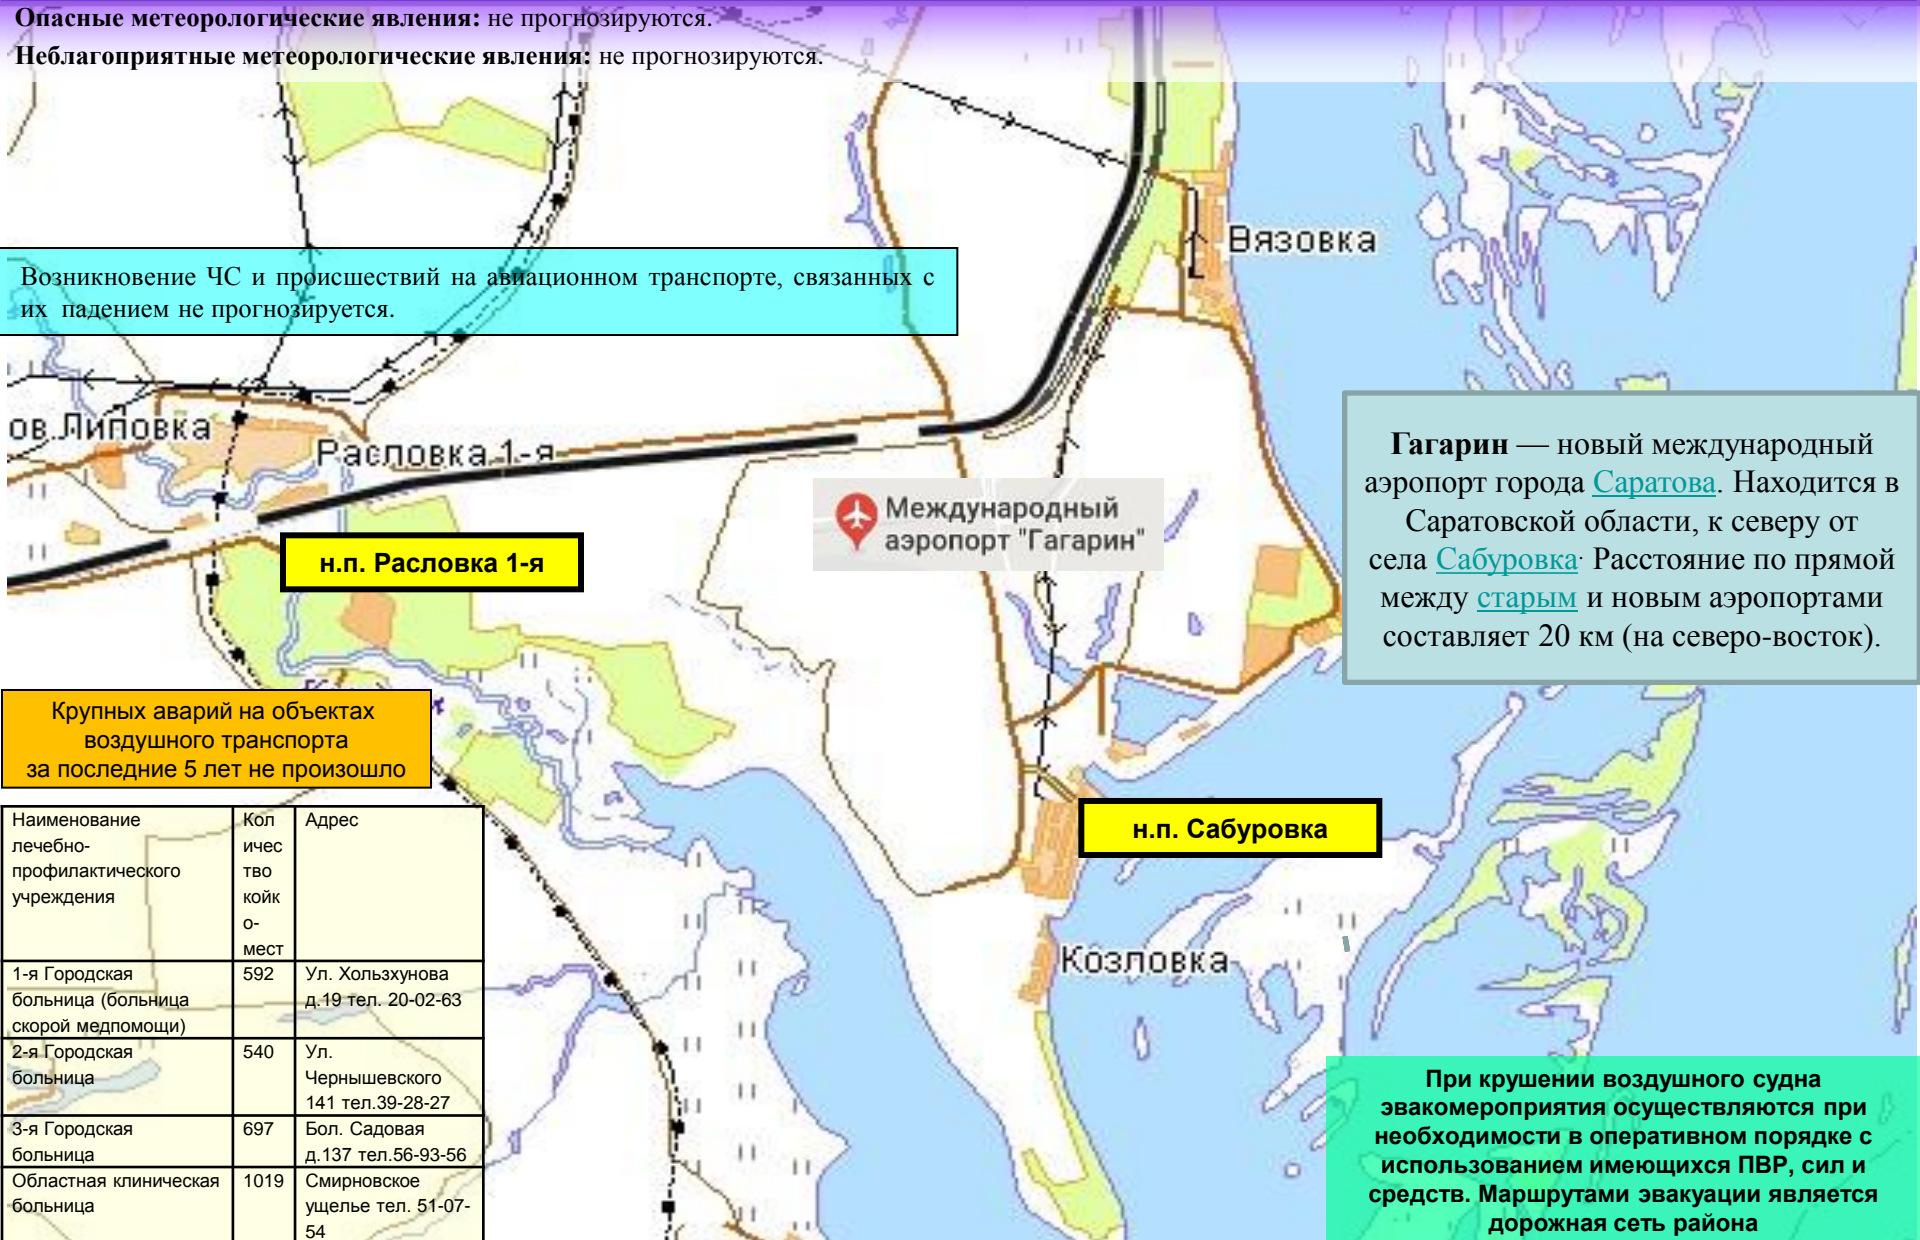 Опасные метеорологические явления: не прогнозируются.
Неблагоприятные метеорологические явления: не прогнозируются.
Вязовка
Возникновение ЧС и происшествий на авиационном транспорте, связанных с
их падением не прогнозируется.
ов Липовка
Расловка 1-я
Гагарин — новый международный
аэропорт города Саратова. Находится в
Саратовской области, к северу от
села Сабуровка. Расстояние по прямой
между старым и новым аэропортами
составляет 20 км (на северо-восток).
Международный
аэропорт "Гагарин"
н.п. Расловка 1-я
Крупных аварий на объектах
воздушного транспорта
за последние 5 лет не произошло
н.п. Сабуровка
Козловка
Наименование
лечебно-
профилактического
учреждения
Кол
ичес
тво
койк
о-
мест
Адрес
1-я Городская
больница (больница
скорой медпомощи)
592
Ул. Хользхунова
д.19 тел. 20-02-63
2-я Городская
больница
540
Ул.
Чернышевского
141 тел.39-28-27
3-я Городская
больница
697
Бол. Садовая
д.137 тел.56-93-56
Областная клиническая
больница
1019
Смирновское
ущелье тел. 51-07-
54
При крушении воздушного судна
эвакомероприятия осуществляются при
необходимости в оперативном порядке с
использованием имеющихся ПВР, сил и
средств. Маршрутами эвакуации является
дорожная сеть района